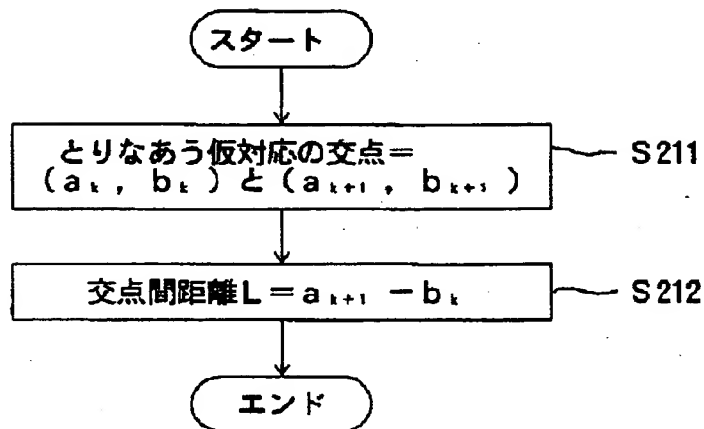 スタート
とりなあう仮対応の交点＝
（ａₖ，ｂₖ）と（ａₖ₊₁，ｂₖ₊₁）
S211
交点間距離Ｌ＝ａₖ₊₁－ｂₖ
S212
エンド